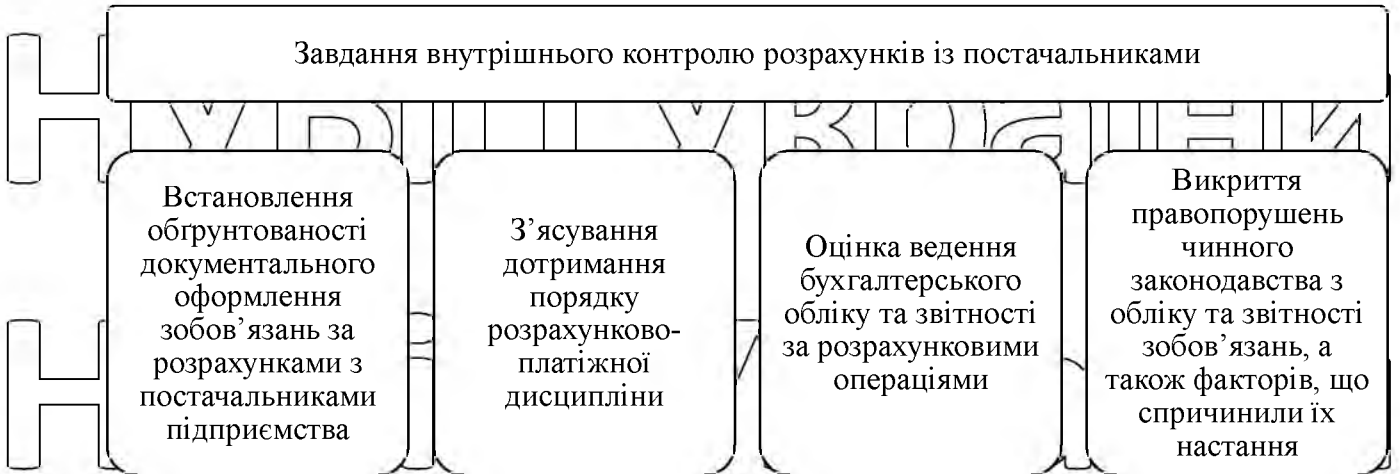 Завдання внутрішнього контролю розрахунків із постачальниками
Встановлення
обґрунтованості
документального
оформлення
зобов’язань за
розрахунками з
постачальниками
підприємства
З’ясування
дотримання
порядку
розрахунково-
платіжної
дисципліни
Оцінка ведення
бухгалтерського
обліку та звітності
за розрахунковими
операціями
Викриття
правопорушень
чинного
законодавства з
обліку та звітності
зобов’язань, а
також факторів, що
спричинили їх
настання